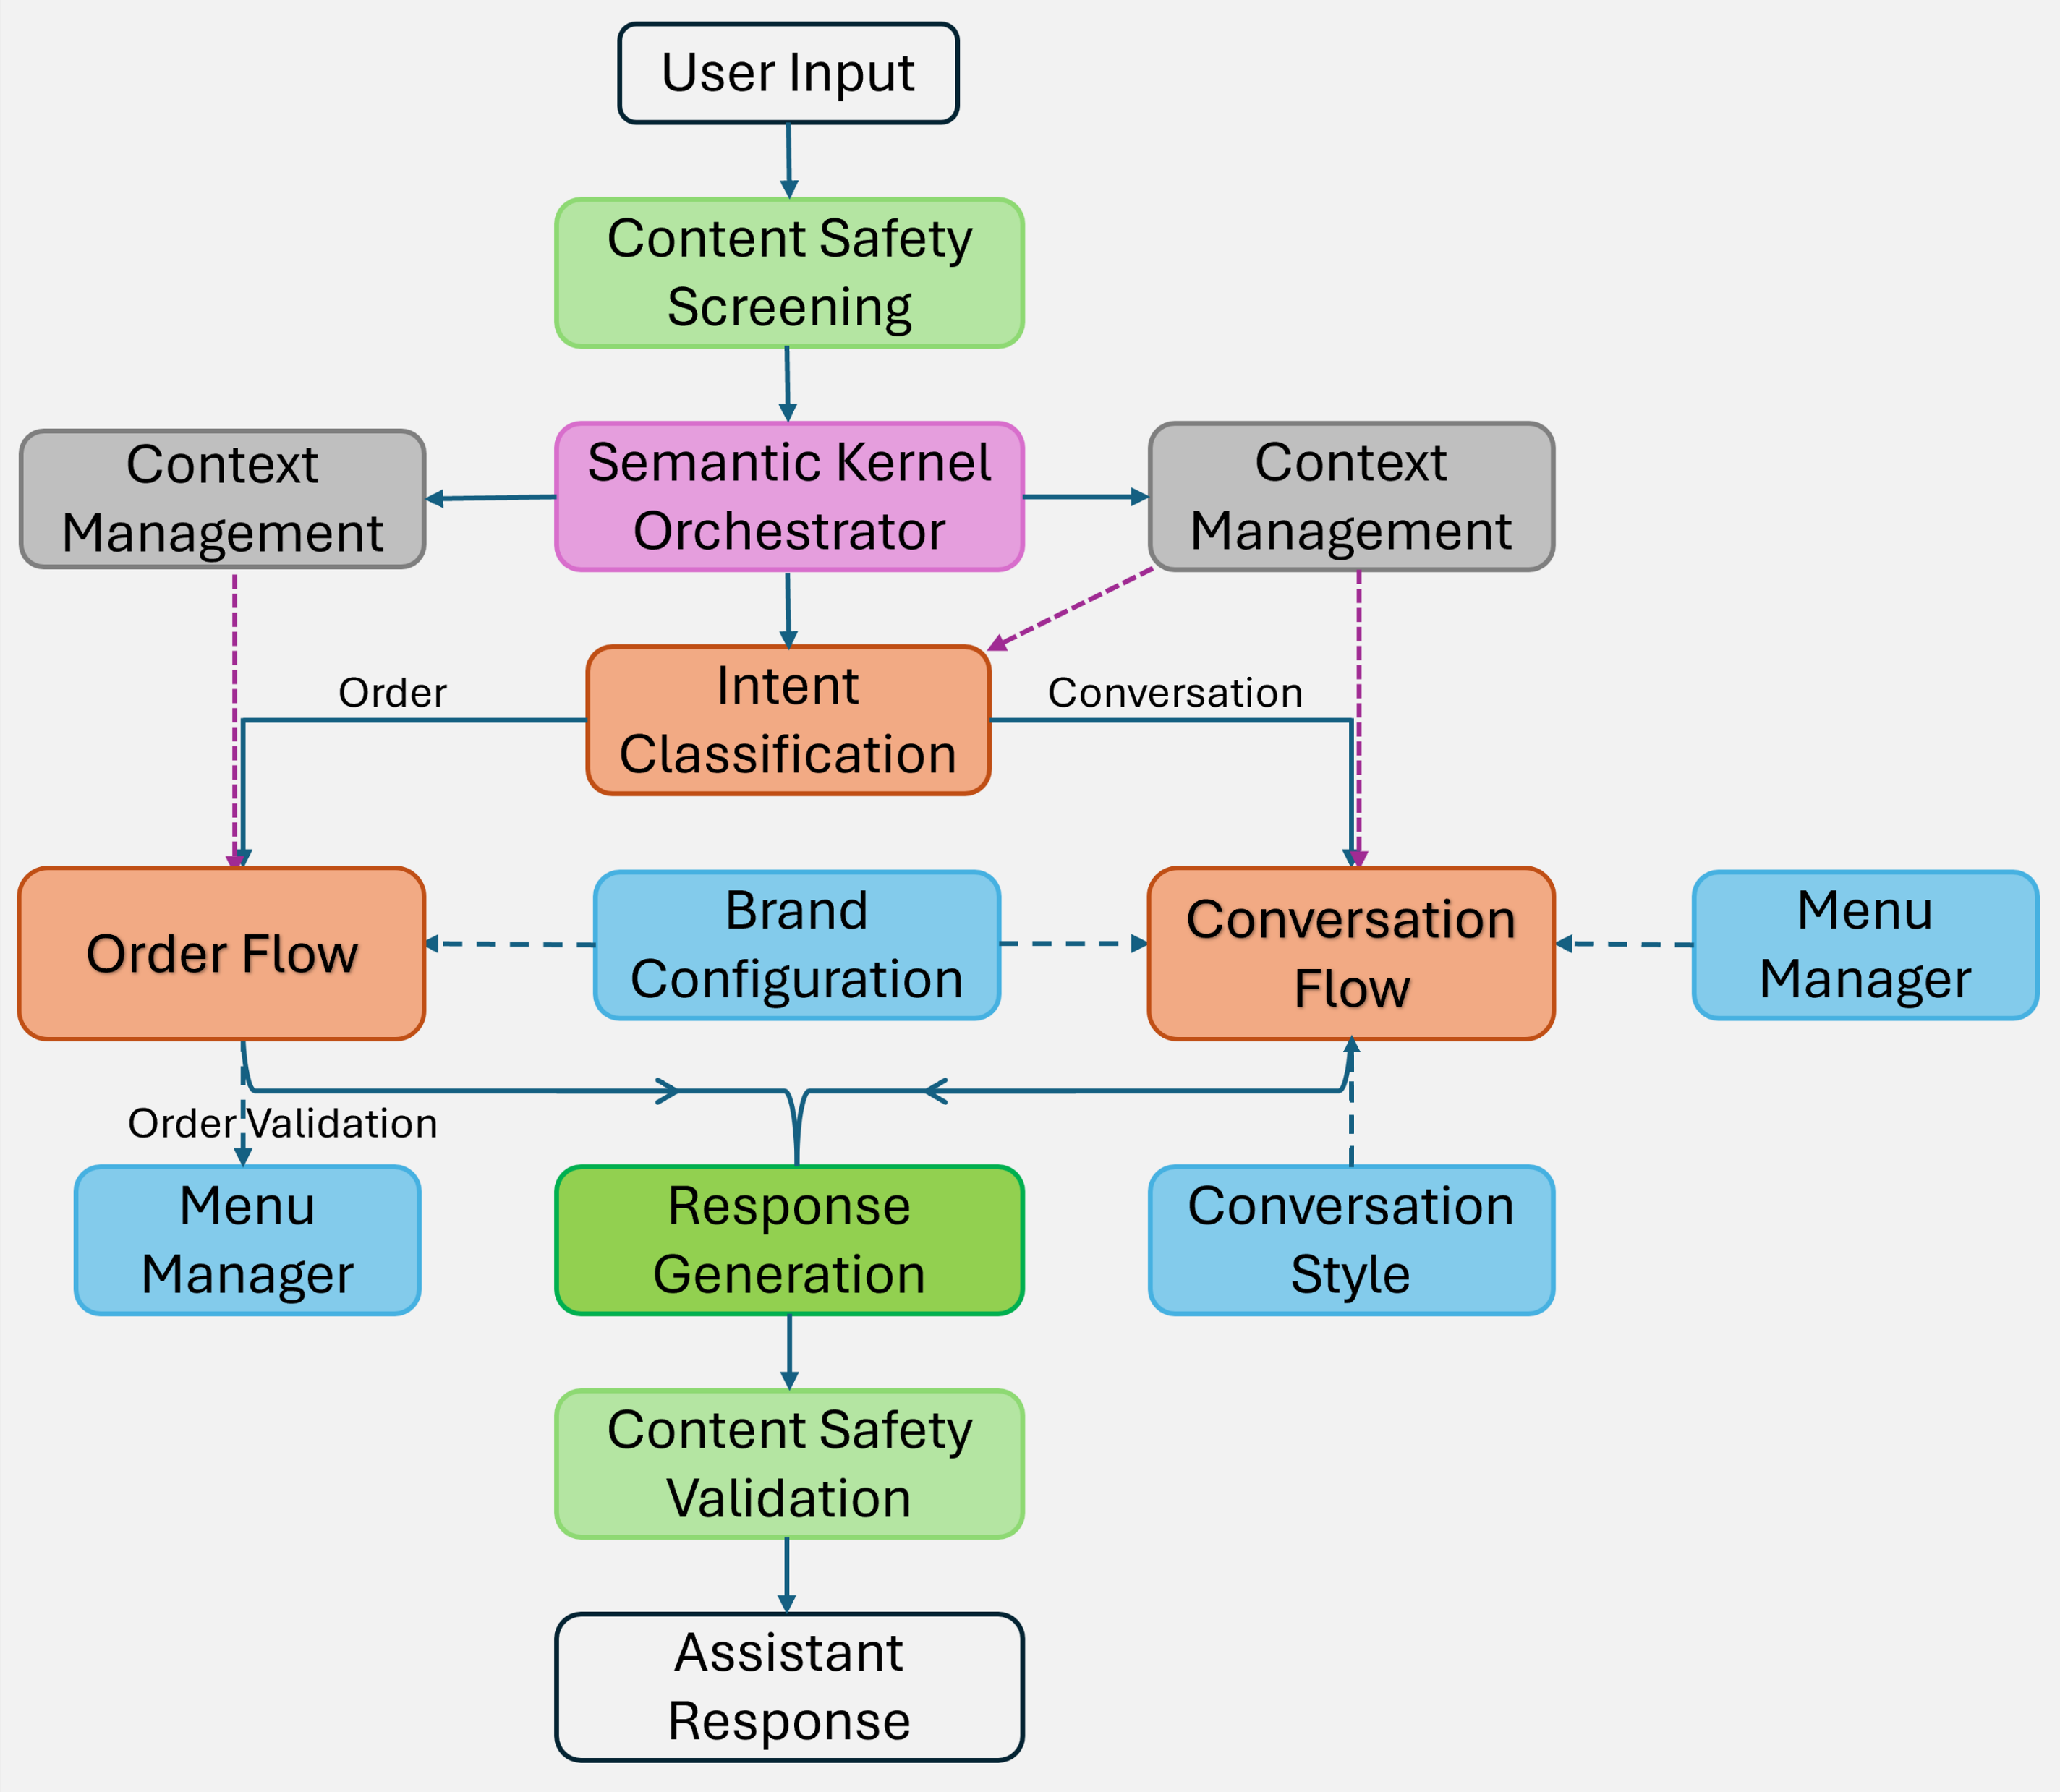 User Input
Content Safety
Screening
Context
Management
Semantic Kernel
Orchestrator
Context
Management
Order
Intent
Classification
Conversation
Order Flow
Brand
Configuration
Conversation
Flow
Menu
Manager
Order Validation
Menu
Manager
Response
Generation
Conversation
Style
Content Safety
Validation
Assistant
Response